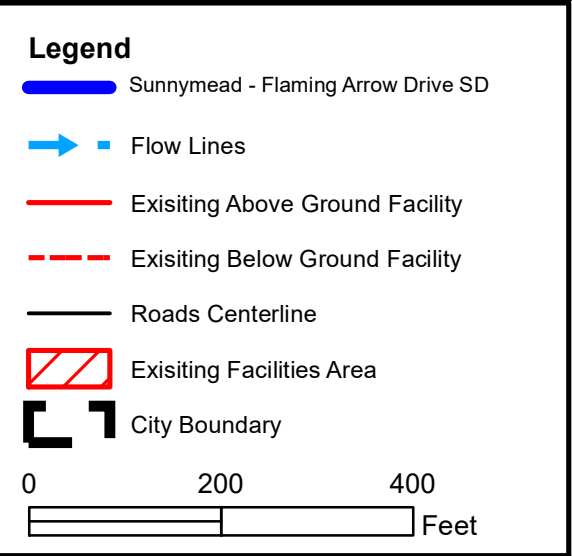 Legend
Sunnymead - Flaming Arrow Drive SD
Flow Lines
Exisiting Above Ground Facility
Exisiting Below Ground Facility
Roads Centerline
Exisiting Facilities Area
City Boundary
0 200 400
Feet